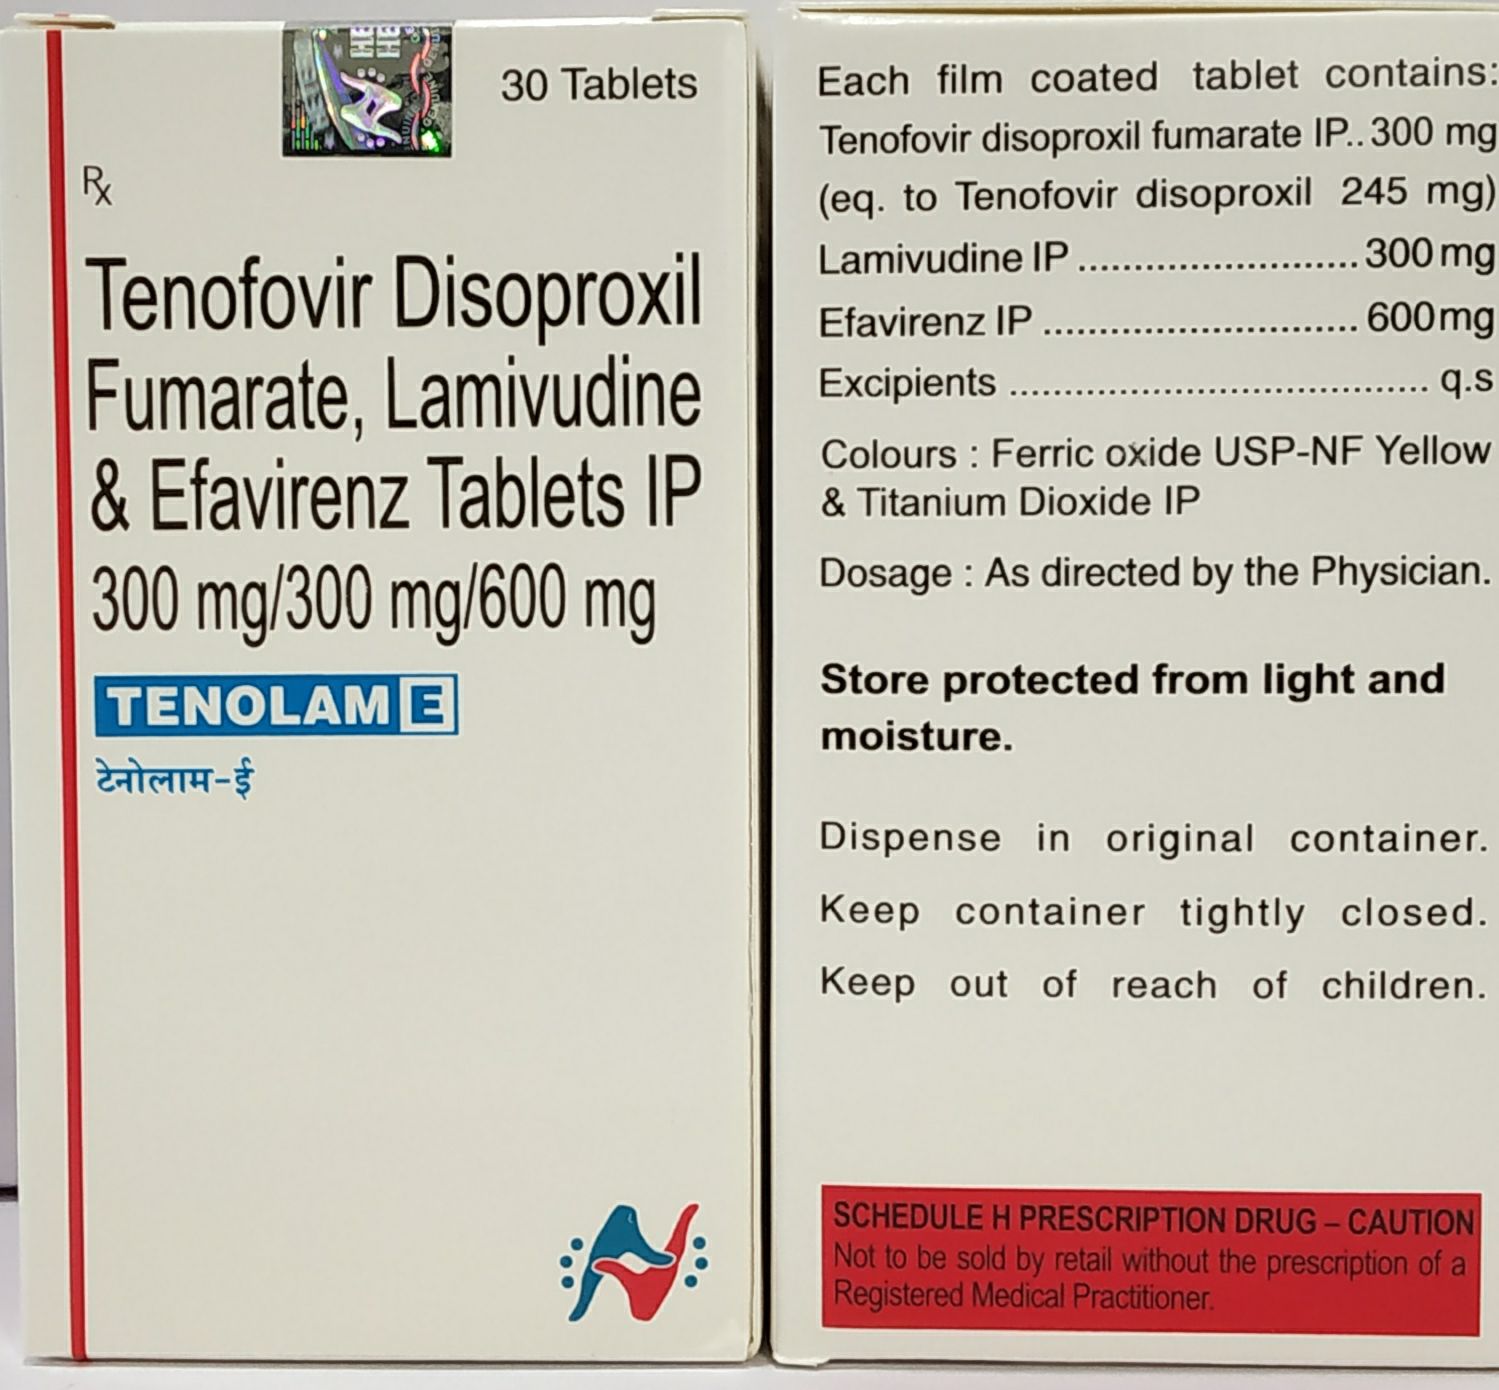 30 Tablets
Rx
Tenofovir Disoproxil
Fumarate, Lamivudine
& Efavirenz Tablets IP
300 mg/300 mg/600 mg
TENOLAM E
टेनोलाम-ई
Each film coated tablet contains:
Tenofovir disoproxil fumarate IP..300 mg
(eq. to Tenofovir disoproxil 245 mg)
Lamivudine IP .........................300 mg
Efavirenz IP ............................ 600mg
Excipients ...................................... q.s
Colours : Ferric oxide USP-NF Yellow
& Titanium Dioxide IP
Dosage : As directed by the Physician.
Store protected from light and
moisture.
Dispense in original container.
Keep container tightly closed.
Keep out of reach of children.
SCHEDULE H PRESCRIPTION DRUG – CAUTION
Not to be sold by retail without the prescription of a
Registered Medical Practitioner.